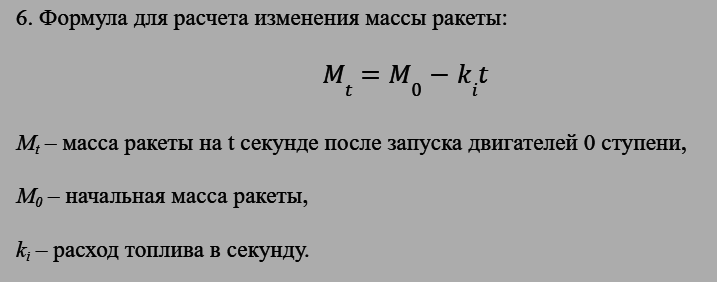 6. Формула для расчета изменения массы ракеты:
M_t = M_0 − k_i t
M_t – масса ракеты на t секунде после запуска двигателей 0 ступени,
M_0 – начальная масса ракеты,
k_i – расход топлива в секунду.